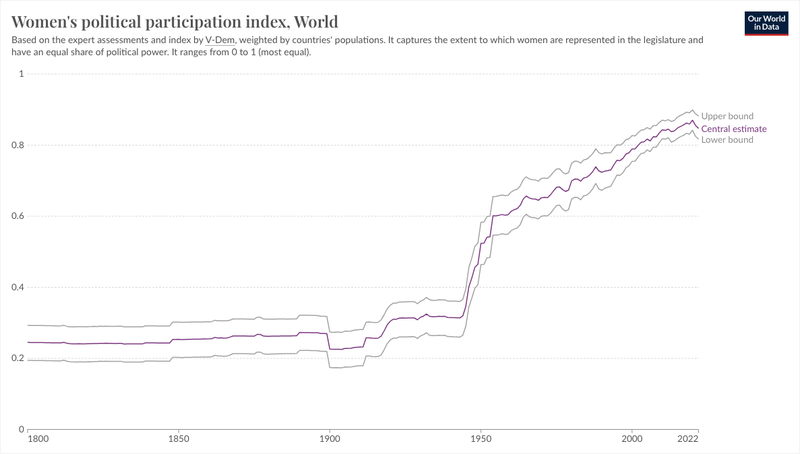 Women's political participation index, World
Our World
in Data
Based on the expert assessments and index by V-Dem, weighted by countries' populations. It captures the extent to which women are represented in the legislature and
have an equal share of political power. It ranges from 0 to 1 (most equal).
1
Upper bound
Central estimate
Lower bound
0.8
0.6
0.4
0.2
0
1800
1850
1900
1950
2000
2022